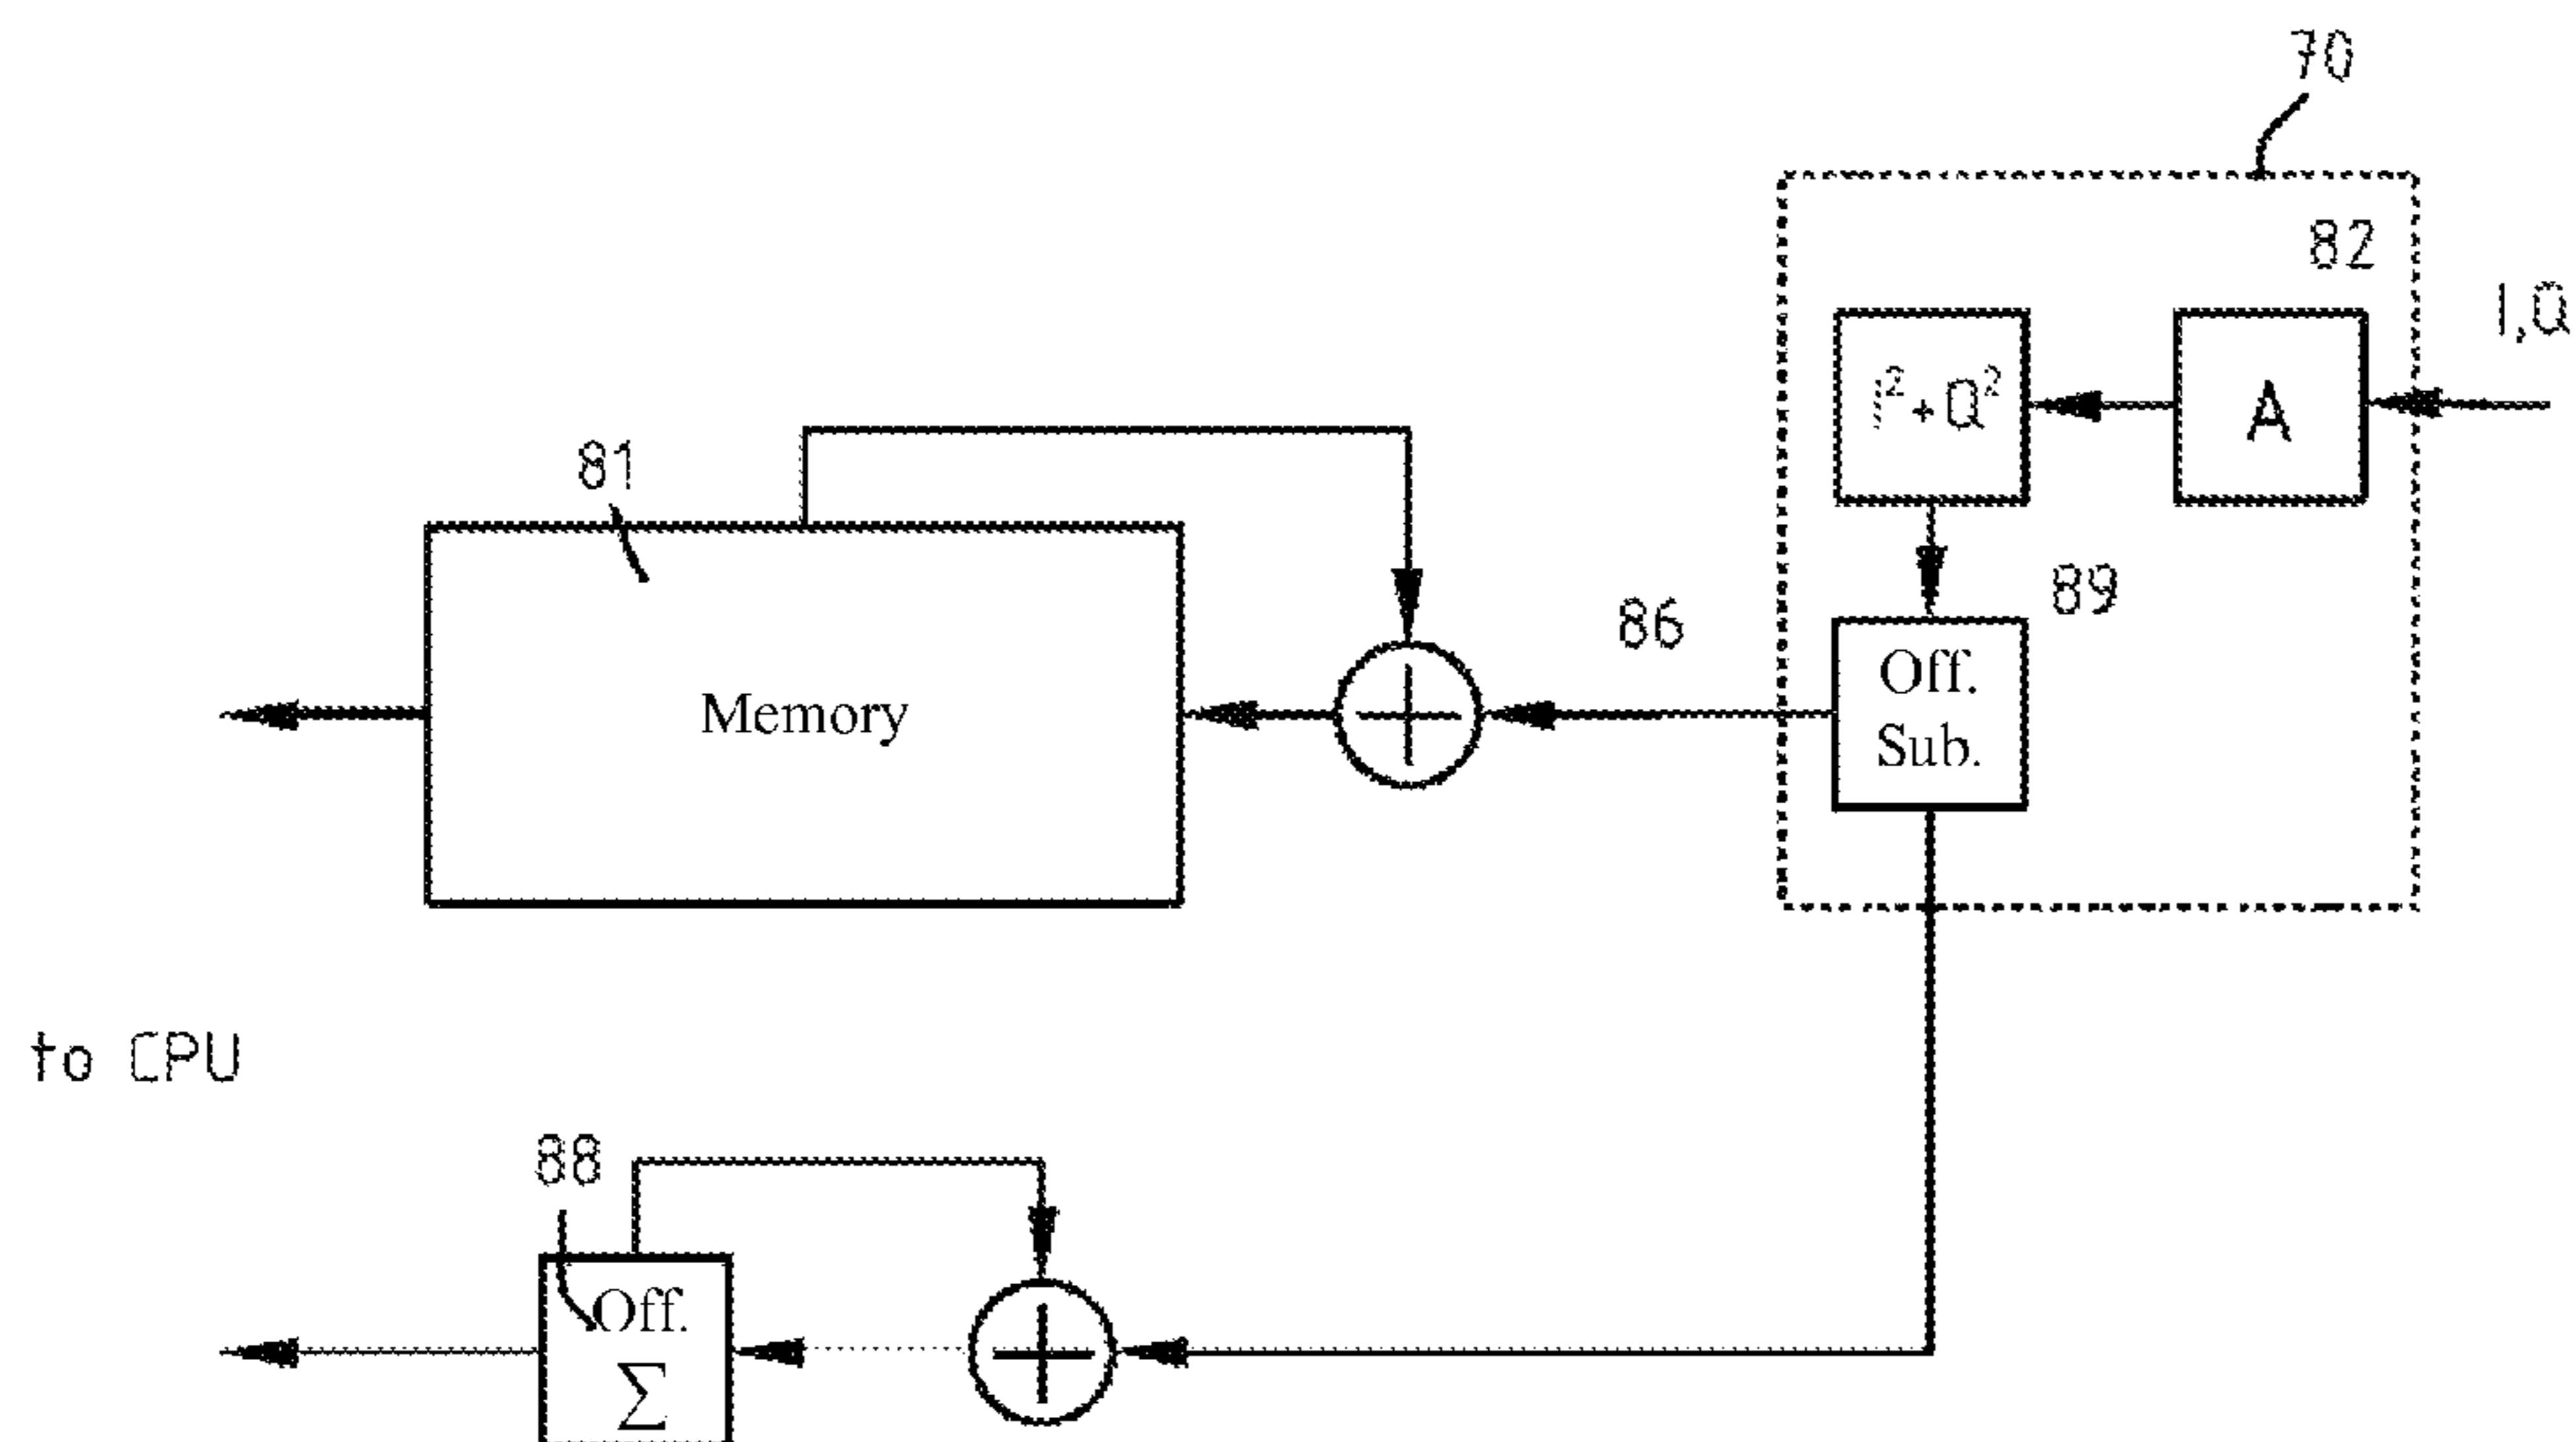 70
82
I,Q
I²+Q²
A
81
86
89
Off.
Sub.
Memory
to CPU
88
Off.
Σ